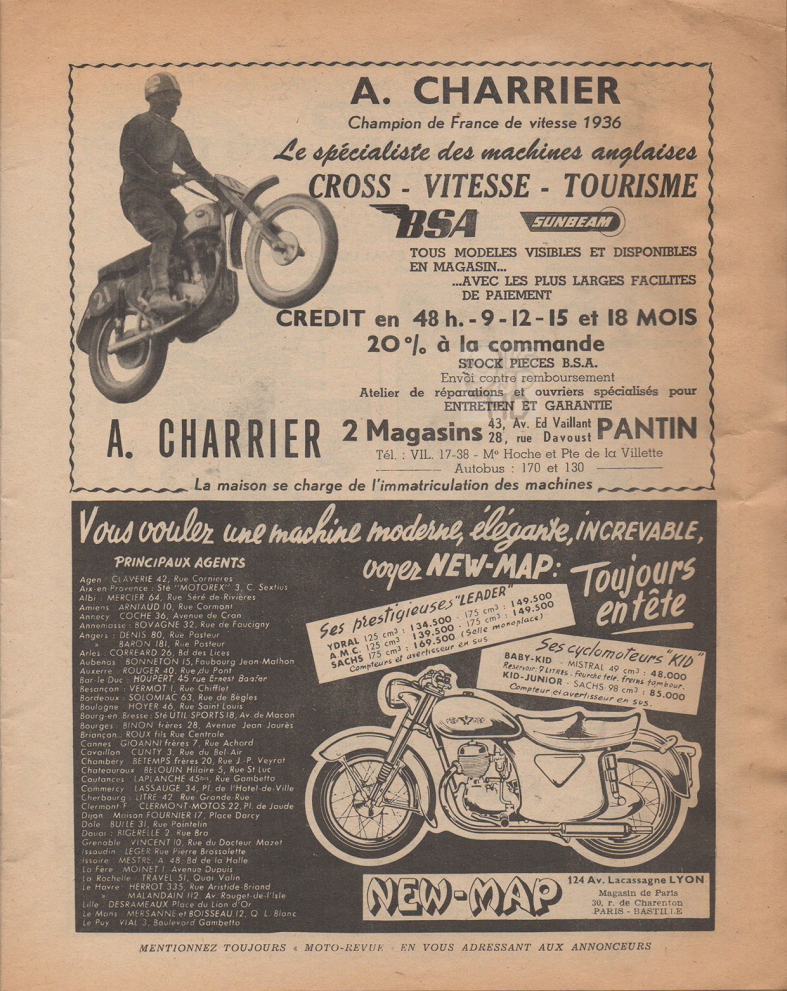 A. CHARRIER
Champion de France de vitesse 1936
Le spécialiste des machines anglaises
CROSS - VITESSE - TOURISME
BSA SUNBEAM
TOUS MODELES VISIBLES ET DISPONIBLES
EN MAGASIN...
...AVEC LES PLUS LARGES FACILITES
DE PAIEMENT
CREDIT en 48 h. - 9 - 12 - 15 et 18 MOIS
20 % à la commande
STOCK PIECES B.S.A.
Envoi contre remboursement
Atelier de réparations et ouvriers spécialisés pour
ENTRETIEN ET GARANTIE
A. CHARRIER 2 Magasins 43, Av. Ed Vaillant
28, rue Davoust PANTIN
Tél. : VIL. 17-38 - Mº Hoche et Pte de la Villette
Autobus : 170 et 130
La maison se charge de l'immatriculation des machines
21
Vous voulez une machine moderne, élégante, INCREVABLE,
voyez NEW-MAP :
Toujours
en tête
PRINCIPAUX AGENTS
Agen : CLAVERIE 42, Rue Cornieres
Aix-en-Provence : Sté "MOTOREX" 3, C. Sextius
Albi : MERCIER 64, Rue Séré de-Rivières
Amiens ARNIAUD 10, Rue Cormont
Annecy COCHE 36, Avenue de Cran
Annemasse : BOVAGNE 32, Rue de Faucigny
Angers : DENIS 80, Rue Pasteur
» BARON 181, Rue Pasteur
Arles : CORREARD 26, Bd des Lices
Aubenas BONNETON 15, Faubourg Jean-Mathon
Auxerre : ROUGER 40, Rue du Pont
Bar-le Duc : HOUPERT, 45 rue Ernest Bradfer
Besançon : VERMOT 1, Rue Chifflet
Bordeaux : SOLOMIAC 63, Rue de Bègles
Boulogne : HOYER 46, Rue Saint Louis
Bourg-en Bresse : Sté UTIL SPORTS 18, Av. de Macon
Bourges : BINON frères 28, Avenue Jean Jaurès
Briançon.. ROUX fils Rue Centrale
Cannes GIOANNI frères 7, Rue Achard
Cavaillon : CUNTY 3, Rue du Bel-Air
Chambery BETEMPS frères 20, Rue J.-P. Veyrat
Chateauroux BELOUIN Hilaire 5, Rue St Luc
Coutances LAPLANCHE 45bis, Rue Gambetta
Commercy LASSAUGE 34, Pl. de l'Hotel-de-Ville
Cherbourg : LITRE 42 Rue Grande-Rue
Clermont-F. CLERMONT-MOTOS 22, Pl. de Jaude
Dijon Maison FOURNIER 17, Place Darcy
Dole BUILE 31, Rue Pointelin
Douai : RIGERELLE 2, Rue Bra
Grenoble VINCENT 10, Rue du Docteur Mazet
Issoudin LEGER Rue Pierre Brossolette
Issoire MESTRE, A. 48, Bd de la Halle
La Fère MOINET 1 Avenue Dupuis
La Rochelle TRAVEL 51, Quai Valin
Le Havre HERROT 335, Rue Aristide-Briand
» MALANDAIN 112. Av Rouget-de-l'Isle
Lille DESRAMEAUX Place du Lion d'Or
Le Mans MERSANNE et BOISSEAU 12, Q. L. Blanc
Le Puy VIAL 3, Boulevard Gambetta
Ses prestigieuses "LEADER"
YDRAL 125 cm³ : 134.500 - 175 cm³ : 149.500
A.M.C. 125 cm³ : 139.500 - 175 cm³ : 149.500
SACHS 175 cm³ : 169.500 (Selle monoplace)
Compteurs et avertisseur en sus
Ses cyclomoteurs "KID"
BABY-KID - MISTRAL 49 cm³ : 48.000
Réservoir 9 litres. Fourche télé. freins tambour.
KID-JUNIOR - SACHS 98 cm³ : 85.000
Compteur et avertisseur en sus.
NEW-MAP
124 Av. Lacassagne LYON
Magasin de Paris
30, r. de Charenton
PARIS - BASTILLE
MENTIONNEZ TOUJOURS « MOTO-REVUE » EN VOUS ADRESSANT AUX ANNONCEURS